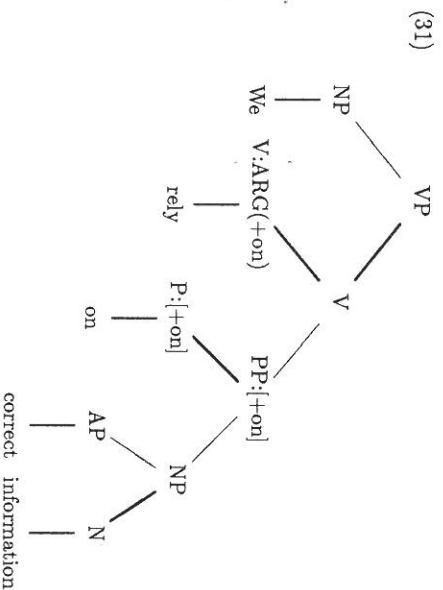 (31)
VP
NP V
We V:ARG(+on) PP:[+on]
rely P:[+on] NP
on AP N
correct information